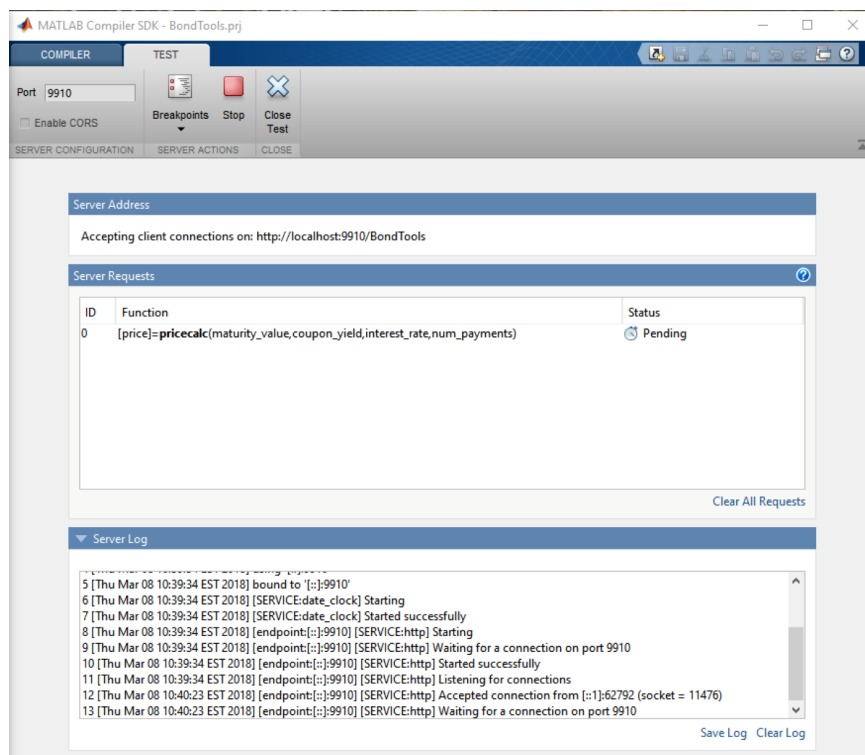 MATLAB Compiler SDK - BondTools.prj
COMPILER TEST
Port 9910
Enable CORS
Breakpoints Stop Close Test
SERVER CONFIGURATION SERVER ACTIONS CLOSE
Server Address
Accepting client connections on: http://localhost:9910/BondTools
Server Requests
ID Function Status
0 [price]=pricecalc(maturity_value,coupon_yield,interest_rate,num_payments) Pending
Clear All Requests
Server Log
5 [Thu Mar 08 10:39:34 EST 2018] bound to '[::]:9910'
6 [Thu Mar 08 10:39:34 EST 2018] [SERVICE:date_clock] Starting
7 [Thu Mar 08 10:39:34 EST 2018] [SERVICE:date_clock] Started successfully
8 [Thu Mar 08 10:39:34 EST 2018] [endpoint:[::]:9910] [SERVICE:http] Starting
9 [Thu Mar 08 10:39:34 EST 2018] [endpoint:[::]:9910] [SERVICE:http] Waiting for a connection on port 9910
10 [Thu Mar 08 10:39:34 EST 2018] [endpoint:[::]:9910] [SERVICE:http] Started successfully
11 [Thu Mar 08 10:39:34 EST 2018] [endpoint:[::]:9910] [SERVICE:http] Listening for connections
12 [Thu Mar 08 10:40:23 EST 2018] [endpoint:[::]:9910] [SERVICE:http] Accepted connection from [::1]:62792 (socket = 11476)
13 [Thu Mar 08 10:40:23 EST 2018] [endpoint:[::]:9910] [SERVICE:http] Waiting for a connection on port 9910
Save Log Clear Log